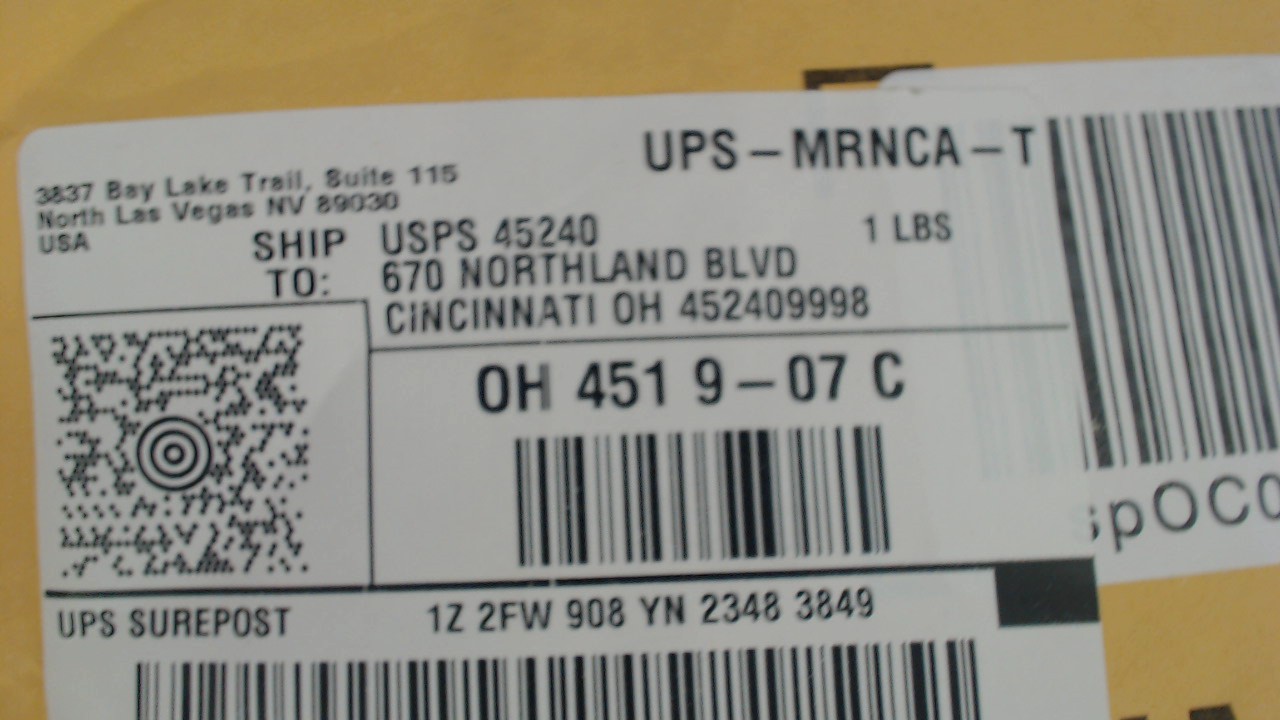 UPS – MRNCA – T
3837 Bay Lake Trail, Suite 115
North Las Vegas NV 89030
USA
SHIP TO:
USPS 45240
1 LBS
670 NORTHLAND BLVD
CiNCINNATI OH 452409998
OH 451 9 – 07 C
spOC0
UPS SUREPOST
1Z 2FW 908 YN 2348 3849